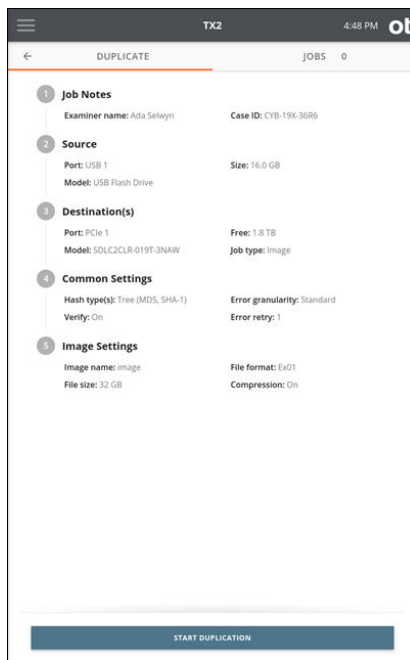 TX2
4:48 PM
ot
← DUPLICATE
JOBS 0
1 Job Notes
Examiner name: Ada Selwyn Case ID: CYB-19X-36R6
2 Source
Port: USB 1 Size: 16.0 GB
Model: USB Flash Drive
3 Destination(s)
Port: PCIe 1 Free: 1.8 TB
Model: SDLC2CLR-019T-3NAW Job type: Image
4 Common Settings
Hash type(s): Tree (MD5, SHA-1) Error granularity: Standard
Verify: On Error retry: 1
5 Image Settings
Image name: image File format: Ex01
File size: 32 GB Compression: On
START DUPLICATION